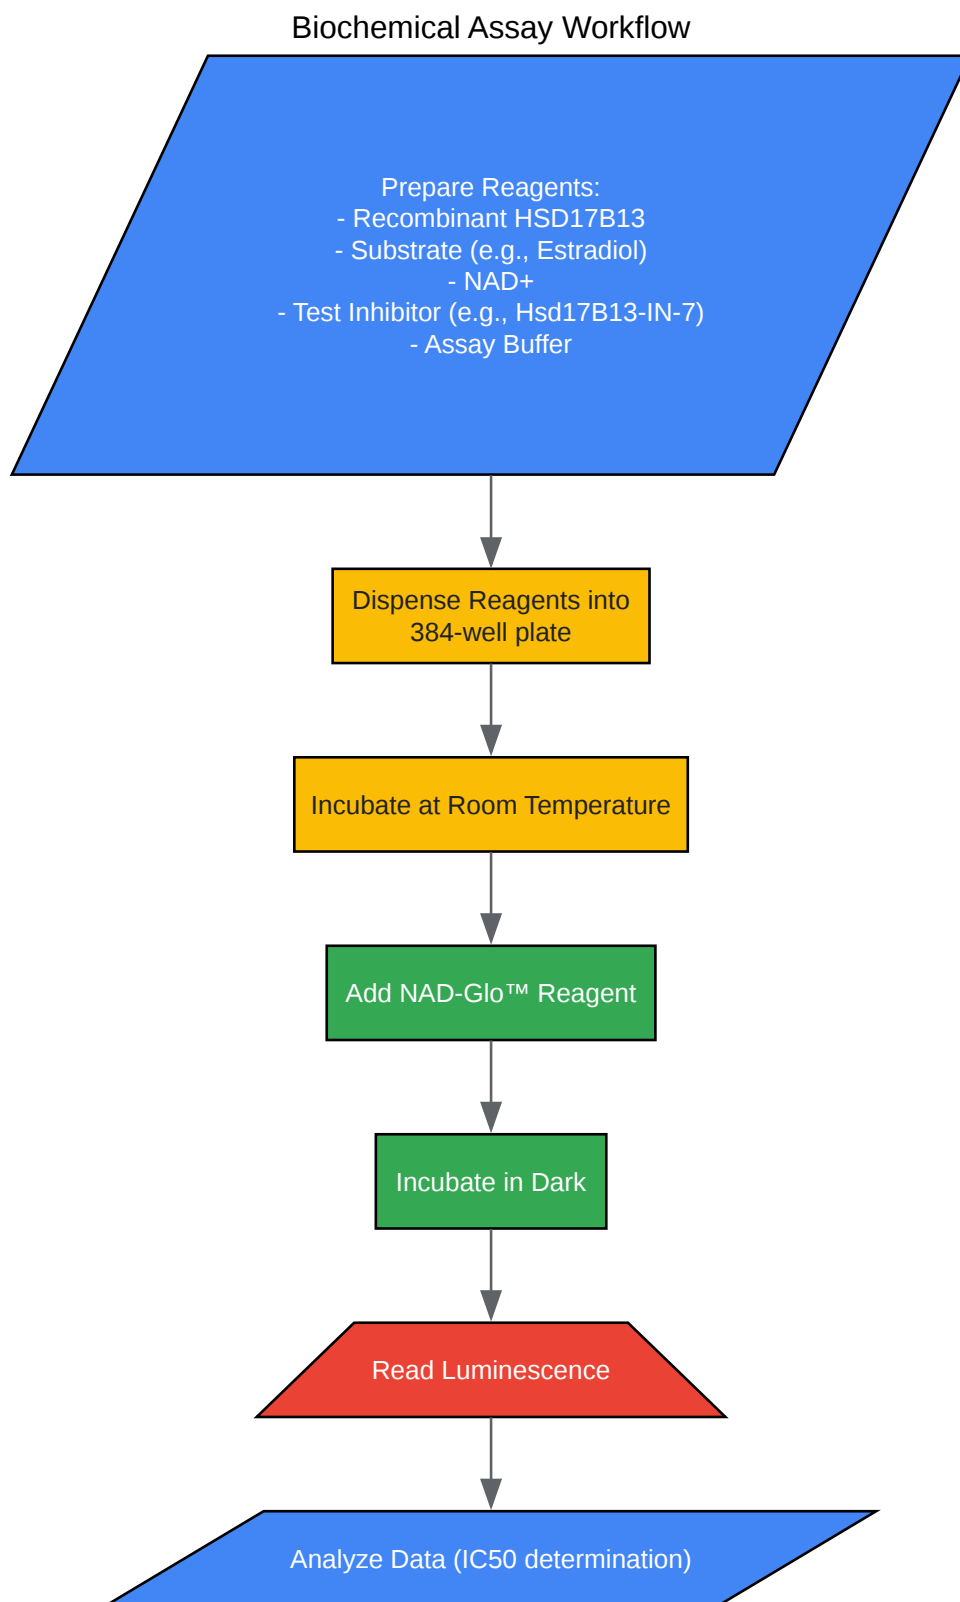 Biochemical Assay Workflow
Prepare Reagents:
- Recombinant HSD17B13
- Substrate (e.g., Estradiol)
- NAD+
- Test Inhibitor (e.g., Hsd17B13-IN-7)
- Assay Buffer
Dispense Reagents into
384-well plate
Incubate at Room Temperature
Add NAD-Glo™ Reagent
Incubate in Dark
Read Luminescence
Analyze Data (IC50 determination)